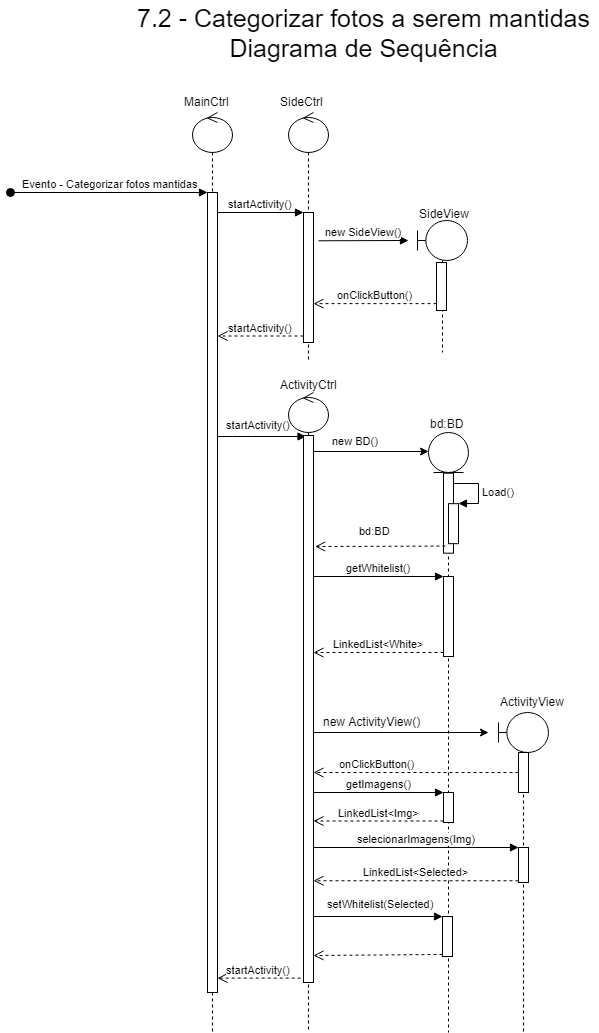 7.2 - Categorizar fotos a serem mantidas
Diagrama de Sequência
MainCtrl
SideCtrl
Evento - Categorizar fotos mantidas
startActivity()
SideView
new SideView()
onClickButton()
startActivity()
ActivityCtrl
startActivity()
bd:BD
new BD()
Load()
bd:BD
getWhitelist()
LinkedList<White>
ActivityView
new ActivityView()
onClickButton()
getImagens()
LinkedList<Img>
selecionarImagens(Img)
LinkedList<Selected>
setWhitelist(Selected)
startActivity()